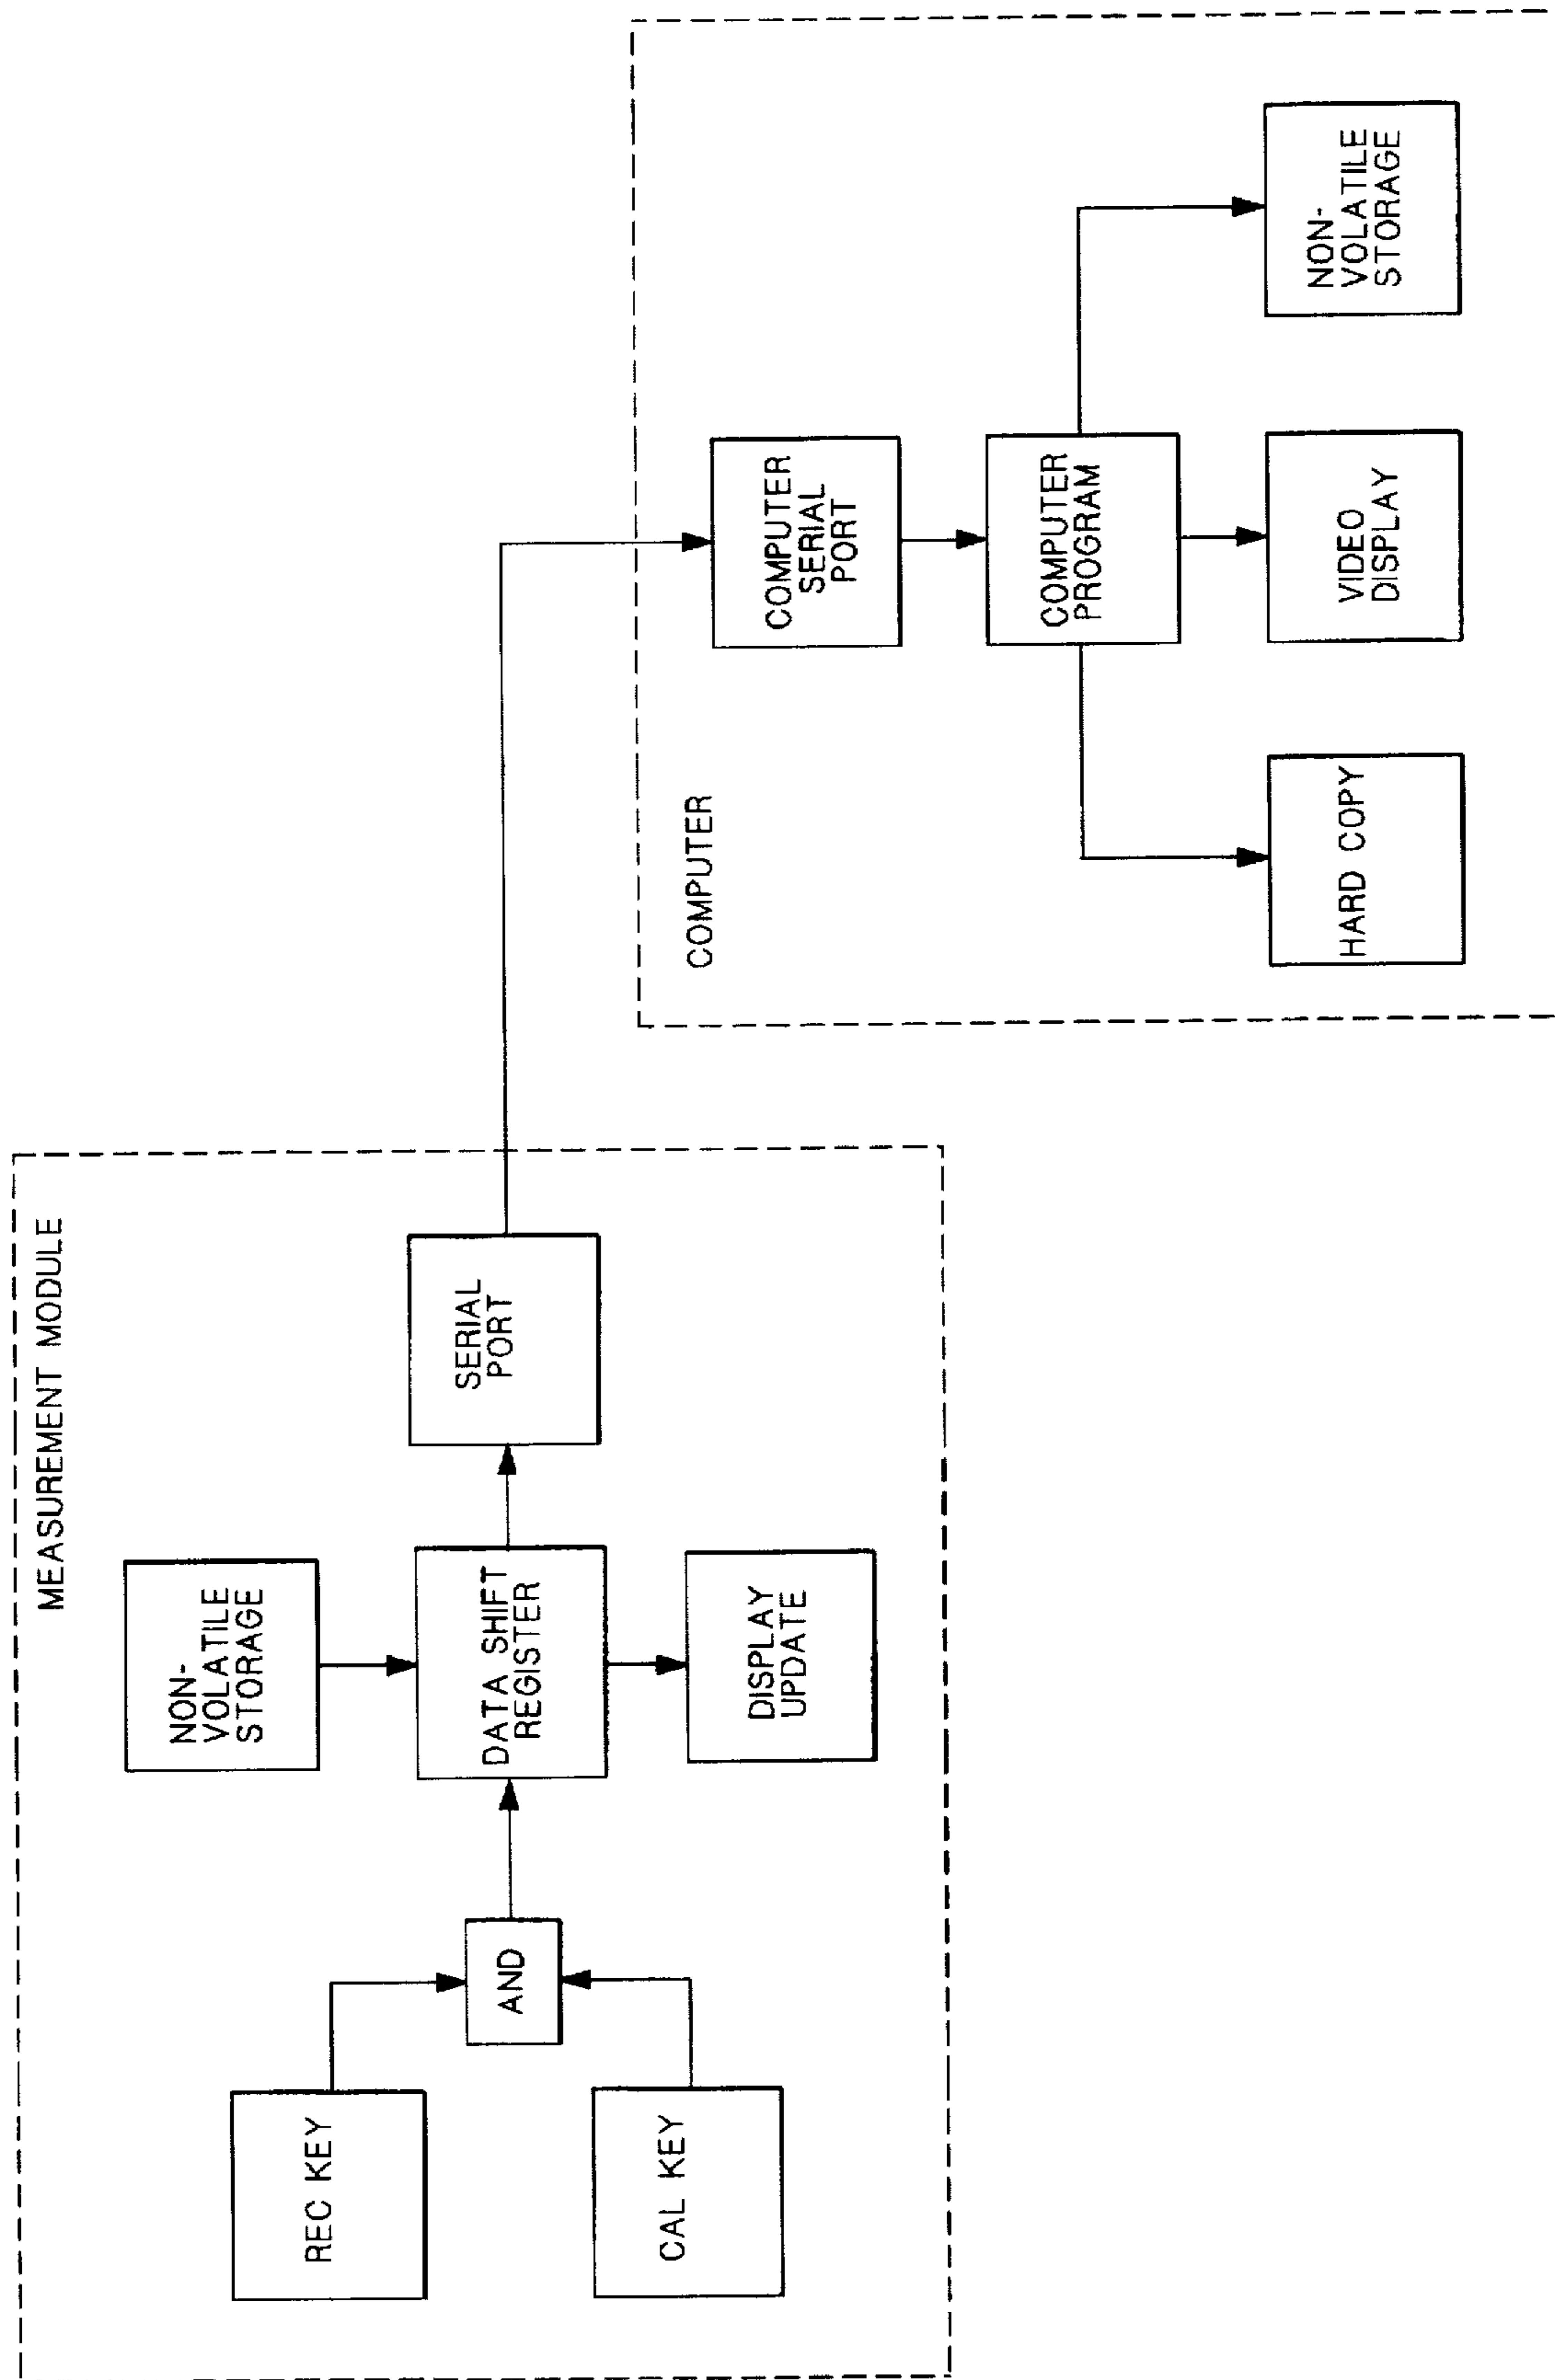 MEASUREMENT MODULE
NON-
VOLATILE
STORAGE
REC KEY
AND
DATA SHIFT
REGISTER
SERIAL
PORT
CAL KEY
DISPLAY
UPDATE
COMPUTER
COMPUTER
SERIAL
PORT
COMPUTER
PROGRAM
HARD COPY
VIDEO
DISPLAY
NON-
VOLATILE
STORAGE